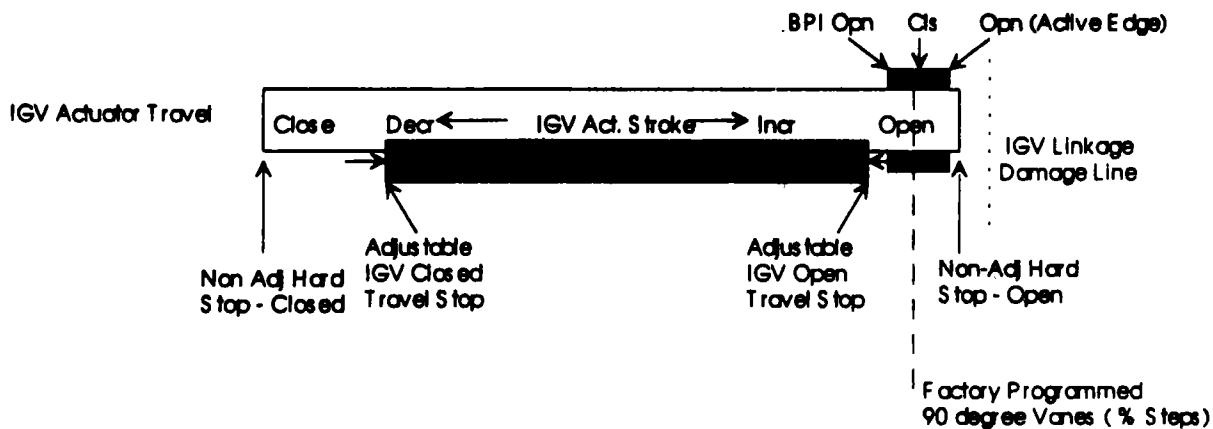 BPI Opn Cls Opn (Active Edge)
IGV Actuator Travel
Close Decr IGV Act. Stroke Incr Open
IGV Linkage
Damage Line
Non Adj Hard
Stop - Closed
Adjustable
IGV Closed
Travel Stop
Adjustable
IGV Open
Travel Stop
Non-Adj Hard
Stop - Open
Factory Programmed
90 degree Vanes ( % Steps)